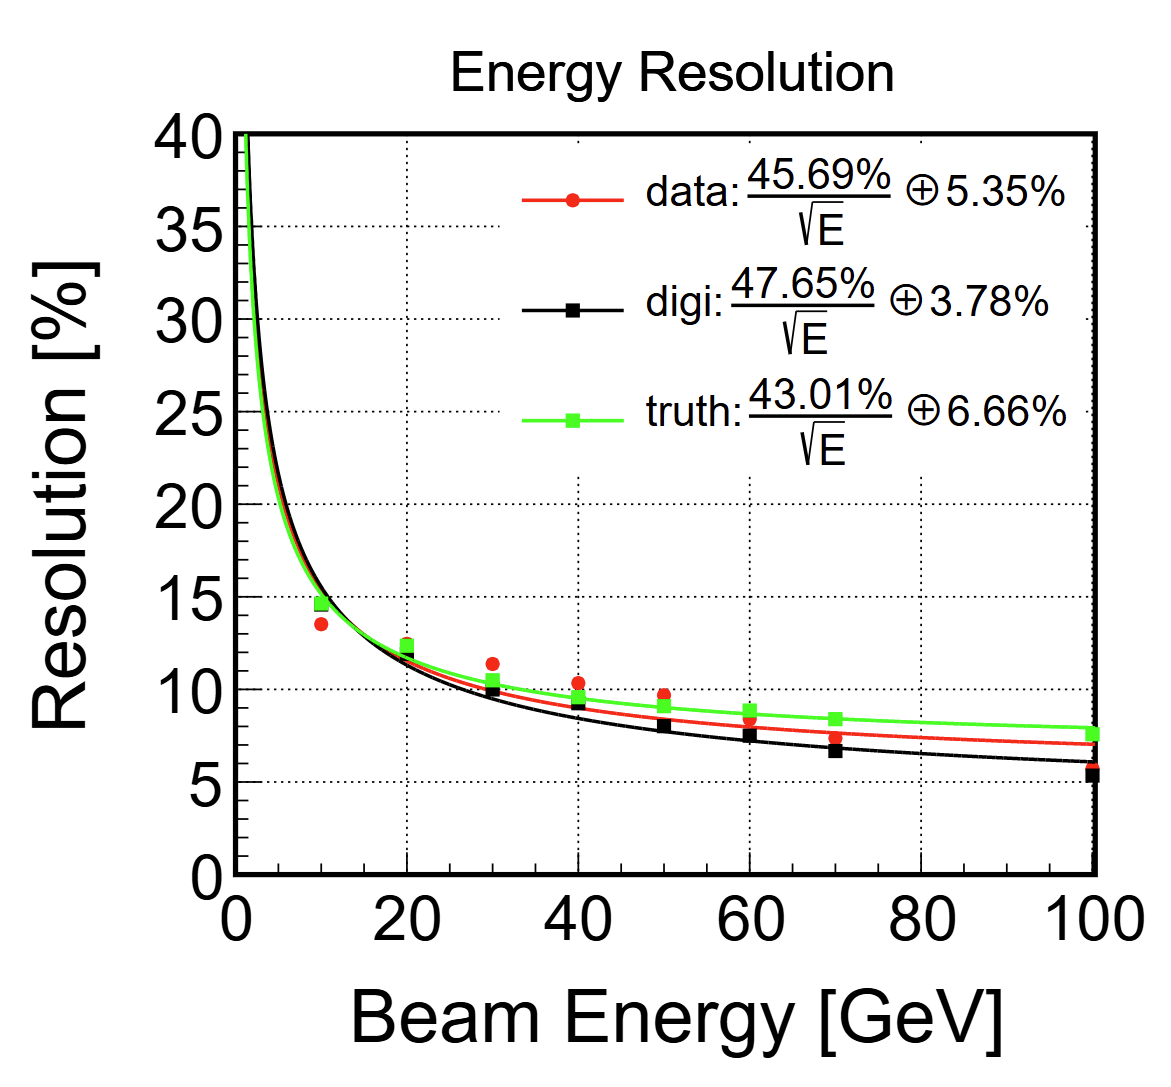 Energy Resolution
40
35
30
25
20
15
10
5
0
Resolution [%]
data: 45.69% / √E ⊕ 5.35%
digi: 47.65% / √E ⊕ 3.78%
truth: 43.01% / √E ⊕ 6.66%
0 20 40 60 80 100
Beam Energy [GeV]